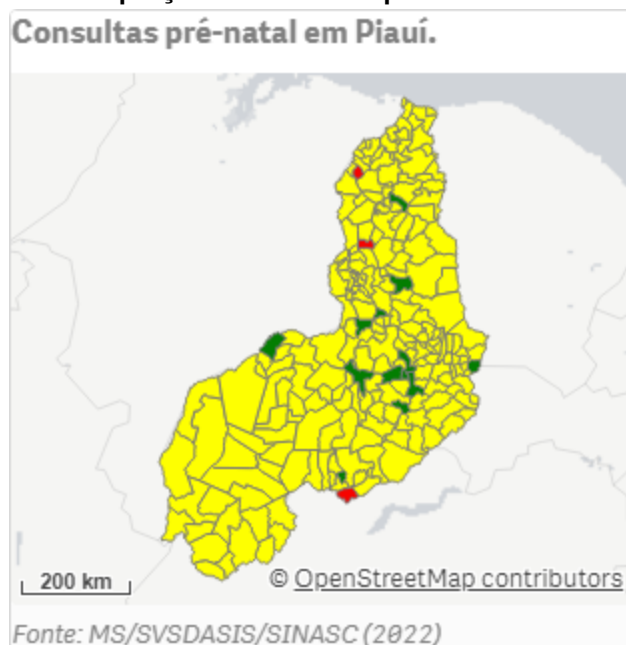 Consultas pré-natal em Piauí.
200 km
© OpenStreetMap contributors
Fonte: MS/SVSDASIS/SINASC (2022)